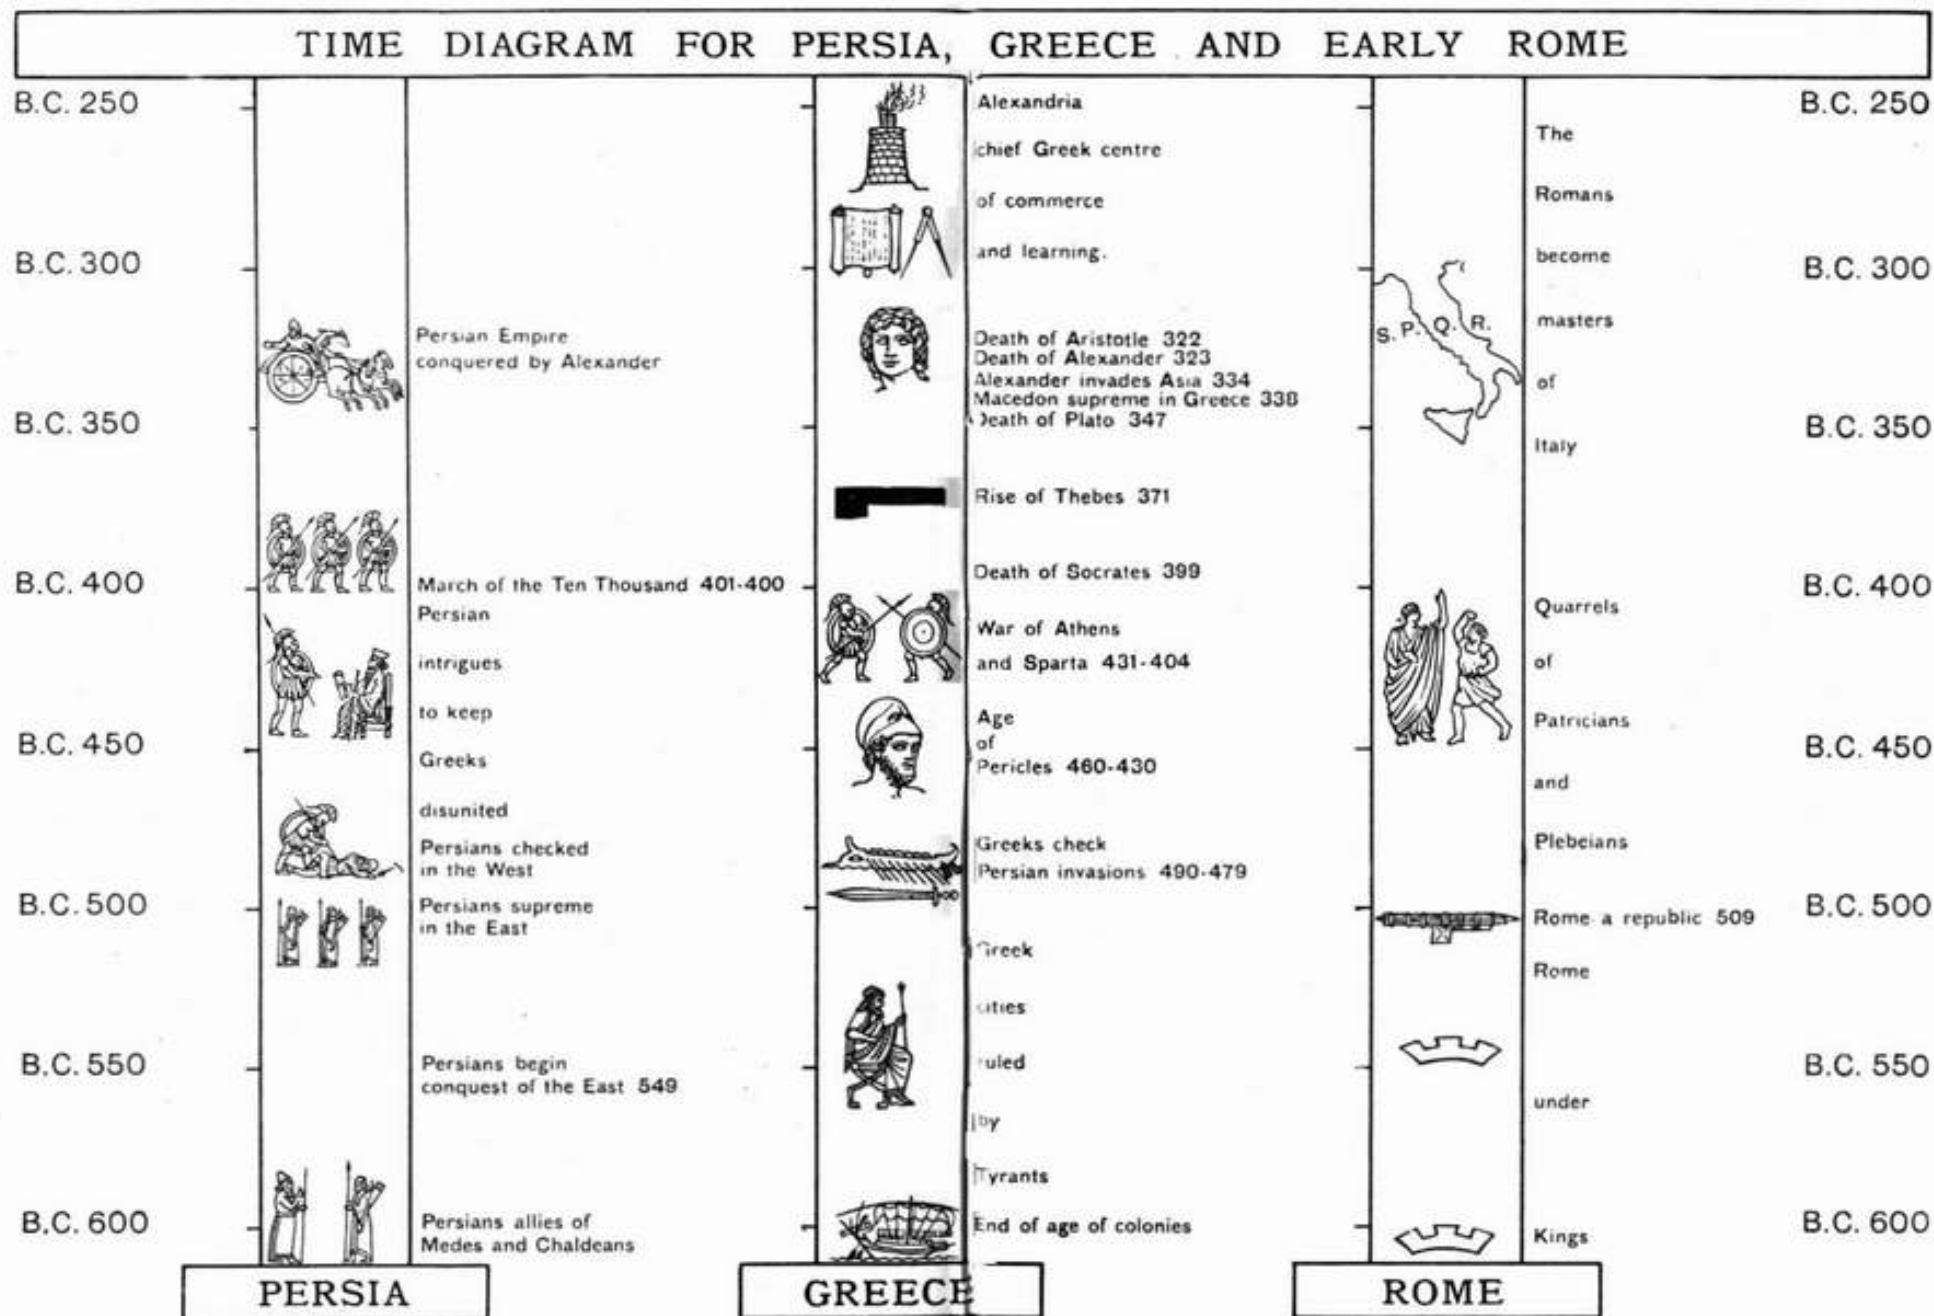 TIME DIAGRAM FOR PERSIA, GREECE AND EARLY ROME
B.C. 250
B.C. 300
B.C. 350
B.C. 400
B.C. 450
B.C. 500
B.C. 550
B.C. 600
Persian Empire
conquered by Alexander
March of the Ten Thousand 401-400
Persian
intrigues
to keep
Greeks
disunited
Persians checked
in the West
Persians supreme
in the East
Persians begin
conquest of the East 549
Persians allies of
Medes and Chaldeans
PERSIA
Alexandria
chief Greek centre
of commerce
and learning.
Death of Aristotle 322
Death of Alexander 323
Alexander invades Asia 334
Macedon supreme in Greece 338
Death of Plato 347
Rise of Thebes 371
Death of Socrates 399
War of Athens
and Sparta 431-404
Age
of
Pericles 460-430
Greeks check
Persian invasions 490-479
Greek
cities
ruled
by
Tyrants
End of age of colonies
GREECE
S. P. Q. R.
The
Romans
become
masters
of
Italy
Quarrels
of
Patricians
and
Plebeians
Rome a republic 509
Rome
under
Kings
ROME
B.C. 250
B.C. 300
B.C. 350
B.C. 400
B.C. 450
B.C. 500
B.C. 550
B.C. 600